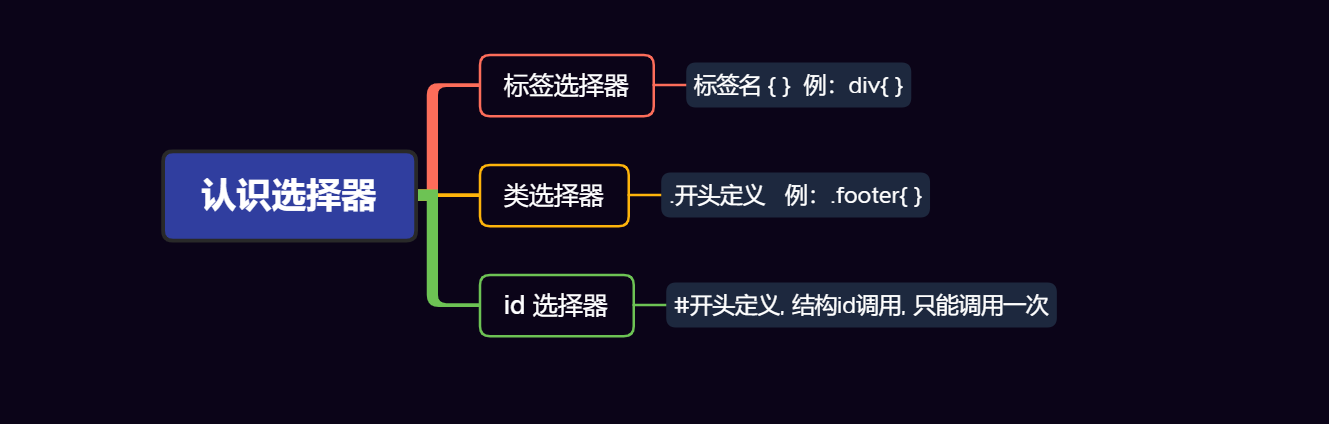 认识选择器
标签选择器
标签名 { }  例：div{ }
类选择器
.开头定义   例：.footer{ }
id 选择器
#开头定义. 结构id调用. 只能调用一次